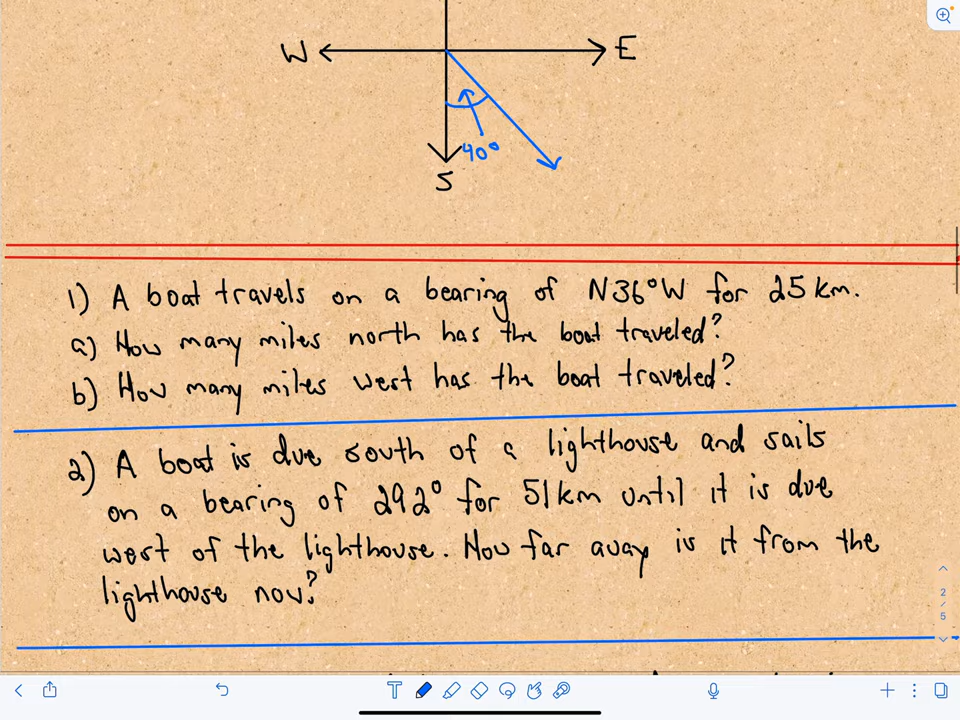 W
E
40°
S
1) A boat travels on a bearing of N36°W for 25 km.
a) How many miles north has the boat traveled?
b) How many miles west has the boat traveled?
2) A boat is due south of a lighthouse and sails
on a bearing of 292° for 51 km until it is due
west of the lighthouse. How far away is it from the
lighthouse now?
2
/
5
T